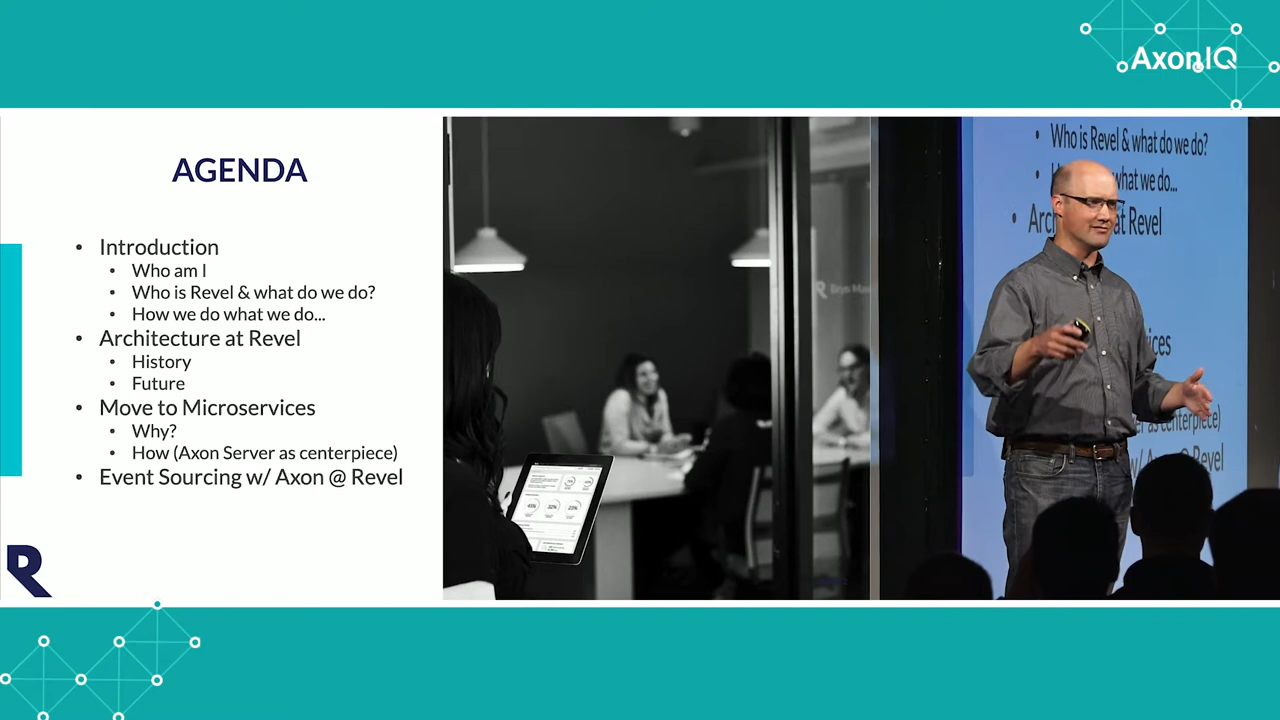 AxonIQ
AGENDA
• Introduction
• Who am I
• Who is Revel & what do we do?
• How we do what we do...
• Architecture at Revel
• History
• Future
• Move to Microservices
• Why?
• How (Axon Server as centerpiece)
• Event Sourcing w/ Axon @ Revel
R
• Who is Revel & what do we do?
what we do...
• Arc at Revel
ices
er as centerpiece)
w/ Axon @ Revel